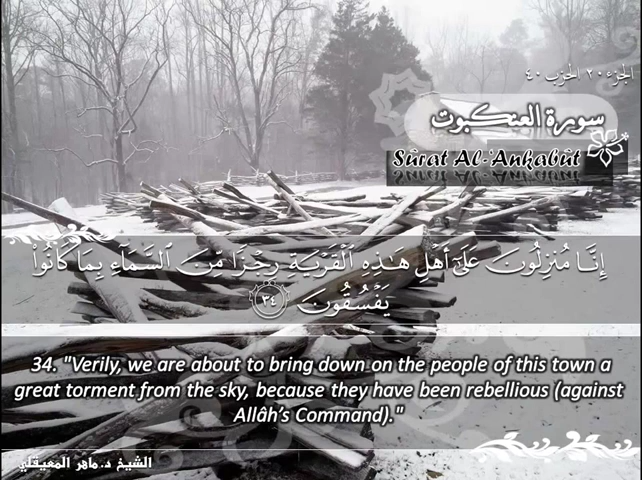 الجزء ٢٠ الحزب ٤٠
سورة العنكبوت
Sûrat Al-'Ankabût
إِنَّا مُنزِلُونَ عَلَىٰٓ أَهْلِ هَـٰذِهِ ٱلْقَرْيَةِ رِجْزًا مِّنَ ٱلسَّمَآءِ بِمَا كَانُوا۟
يَفْسُقُونَ ٣٤
34. "Verily, we are about to bring down on the people of this town a
great torment from the sky, because they have been rebellious (against
Allâh's Command)."
الشيخ د.ماهر المعيقلي